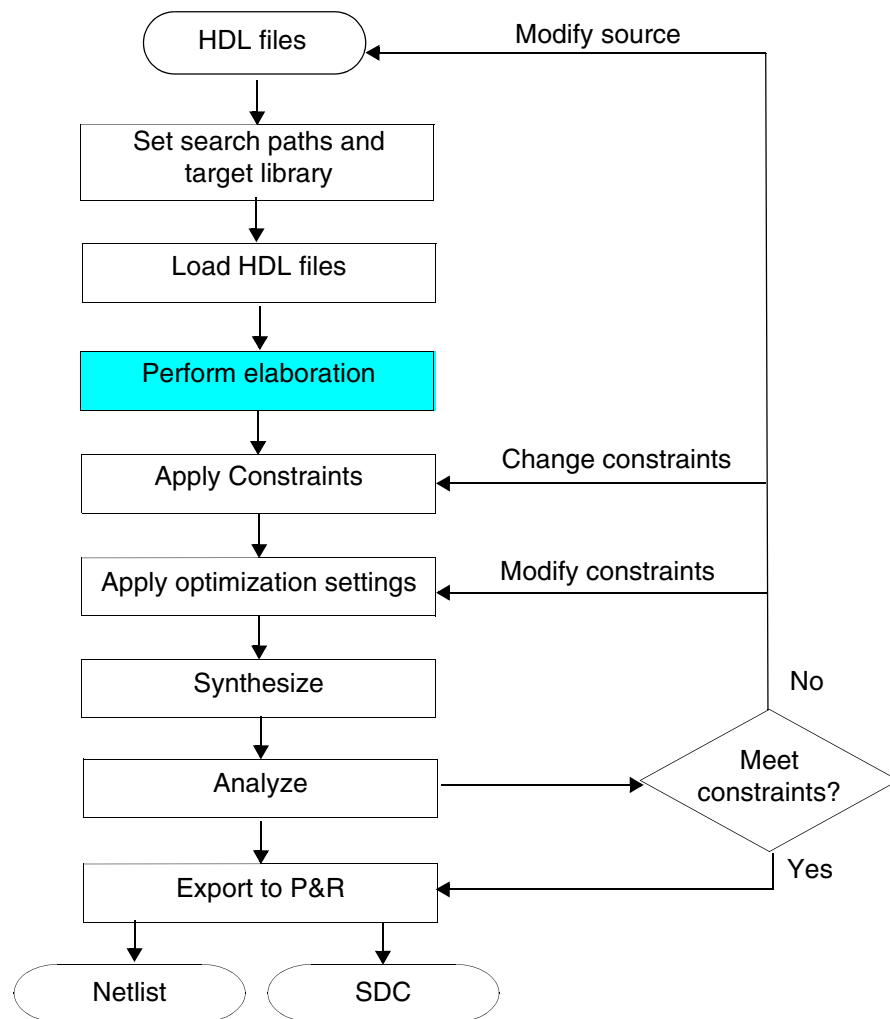 HDL files
Modify source
Set search paths and
target library
Load HDL files
Perform elaboration
Change constraints
Apply Constraints
Modify constraints
Apply optimization settings
Synthesize
No
Meet
constraints?
Analyze
Yes
Export to P&R
Netlist
SDC